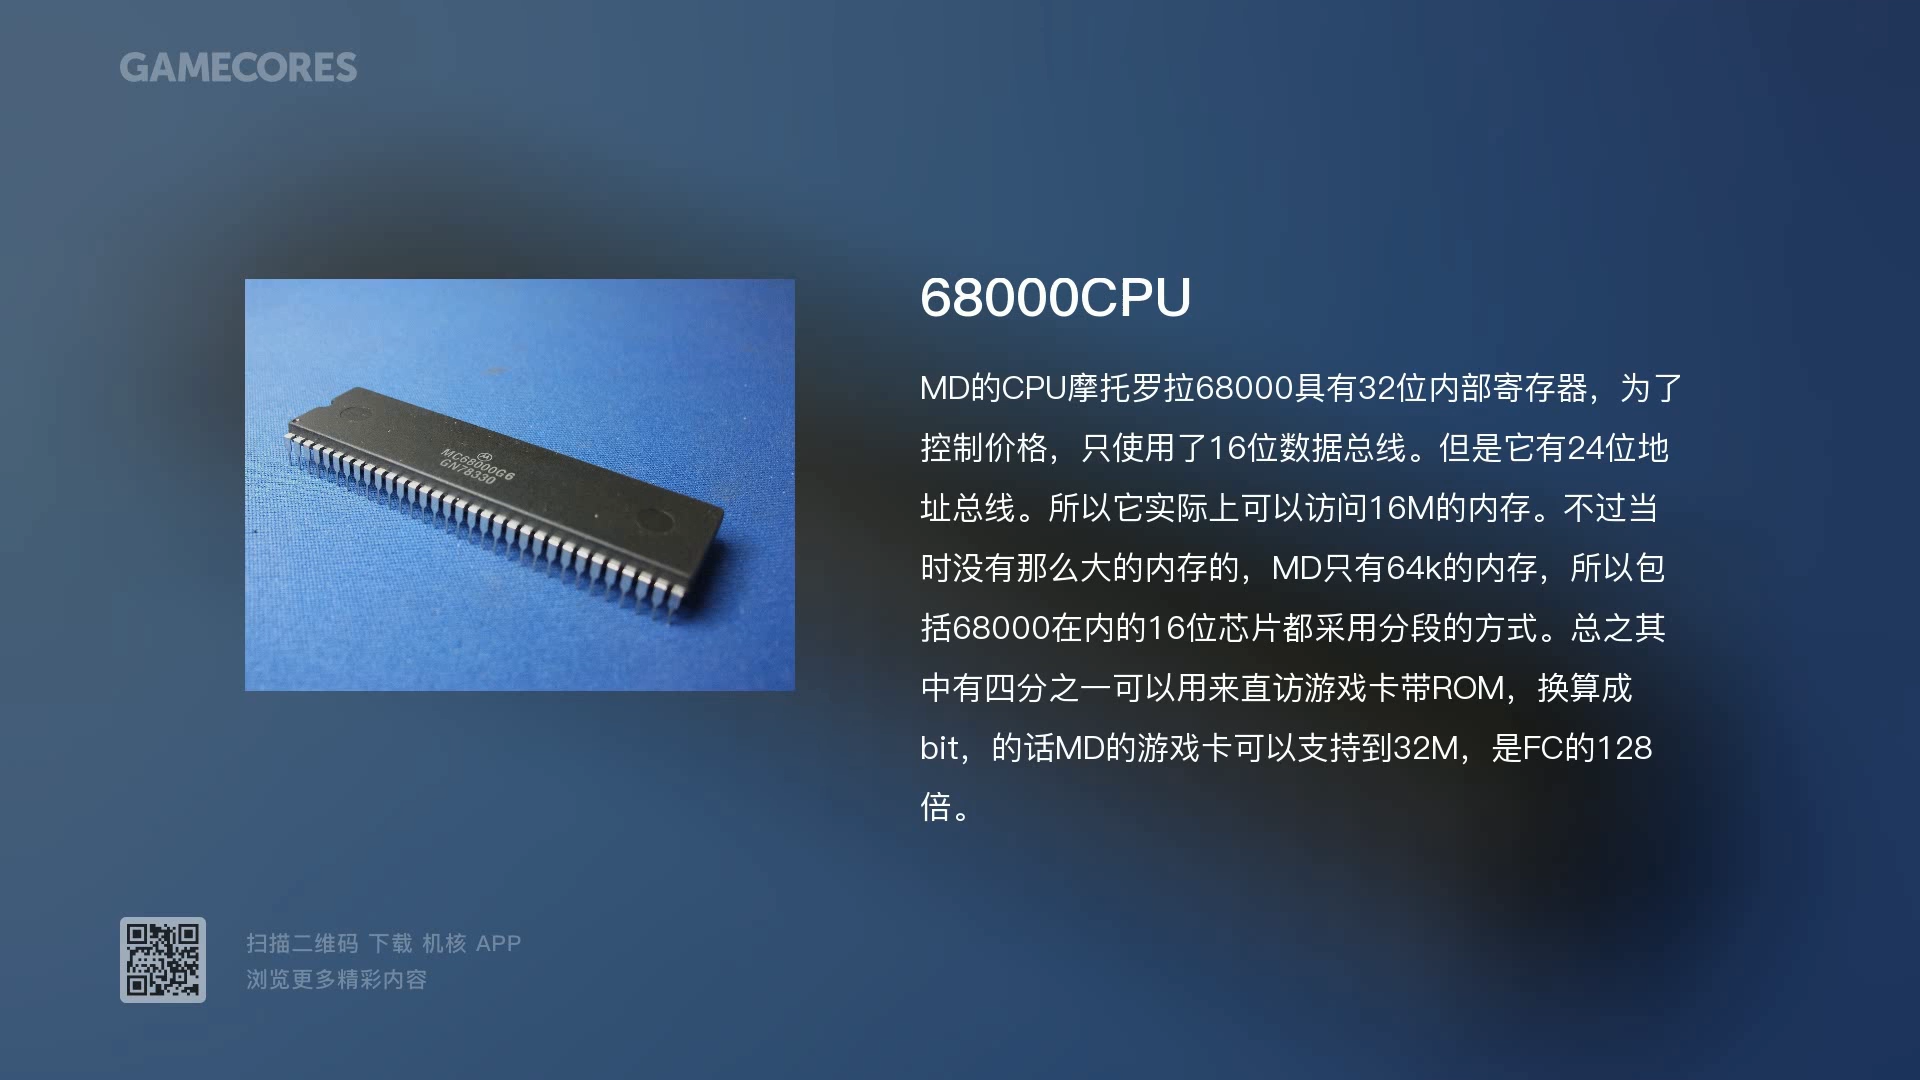 GAMECORES
68000CPU
MD的CPU摩托罗拉68000具有32位内部寄存器，为了
控制价格，只使用了16位数据总线。但是它有24位地
址总线。所以它实际上可以访问16M的内存。不过当
时没有那么大的内存的，MD只有64k的内存，所以包
括68000在内的16位芯片都采用分段的方式。总之其
中有四分之一可以用来直访游戏卡带ROM，换算成
bit，的话MD的游戏卡可以支持到32M，是FC的128
倍。
MC68000G6
GN78330
扫描二维码 下载 机核 APP
浏览更多精彩内容